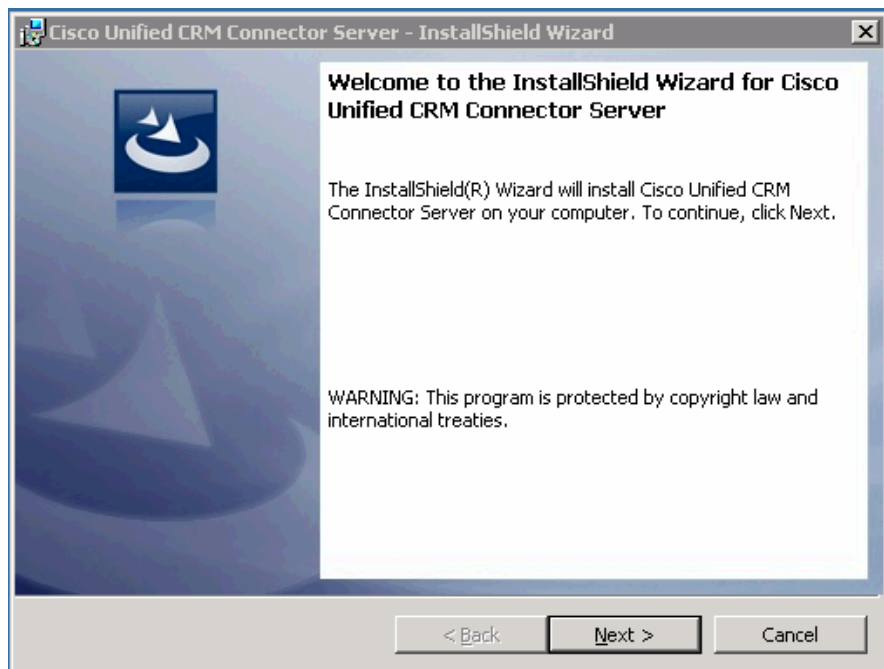 Cisco Unified CRM Connector Server - InstallShield Wizard
Welcome to the InstallShield Wizard for Cisco
Unified CRM Connector Server
The InstallShield(R) Wizard will install Cisco Unified CRM
Connector Server on your computer. To continue, click Next.
WARNING: This program is protected by copyright law and
international treaties.
< Back
Next >
Cancel